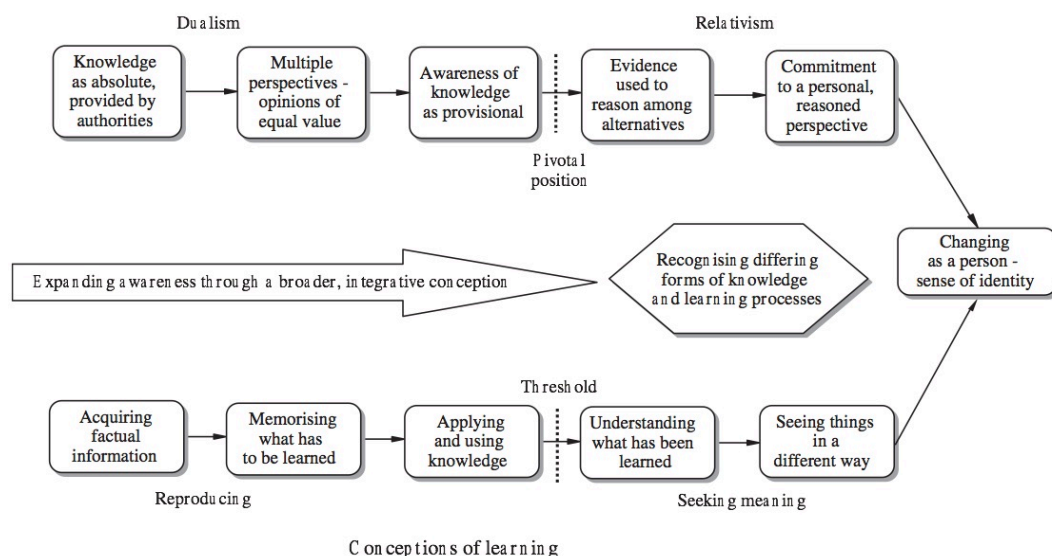 Dualism
Relativism
Knowledge
as absolute,
provided by
authorities
Multiple
perspectives -
opinions of
equal value
Awareness of
knowledge
as provisional
Evidence
used to
reason among
alternatives
Commitment
to a personal,
reasoned
perspective
Pivotal
position
Expanding awareness through a broader, integrative conception
Recognising differing
forms of knowledge
and learning processes
Changing
as a person -
sense of identity
Threshold
Acquiring
factual
information
Memorising
what has
to be learned
Applying
and using
knowledge
Understanding
what has been
learned
Seeing things
in a
different way
Reproducing
Seeking meaning
Conceptions of learning